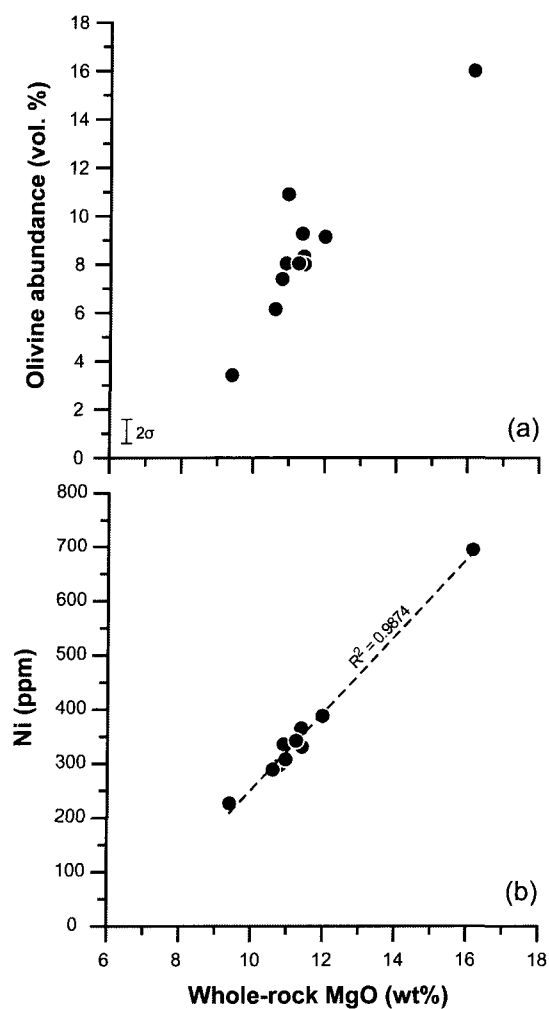 18
16
14
12
10
8
6
4
2
0
Olivine abundance (vol. %)
2σ
(a)
800
700
600
500
400
300
200
100
0
Ni (ppm)
R² = 0.9874
(b)
6 8 10 12 14 16 18
Whole-rock MgO (wt%)